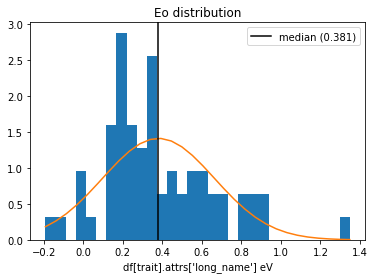 Eo distribution
median (0.381)
3.0
2.5
2.0
1.5
1.0
0.5
0.0
-0.2 0.0 0.2 0.4 0.6 0.8 1.0 1.2 1.4
df[trait].attrs['long_name'] eV